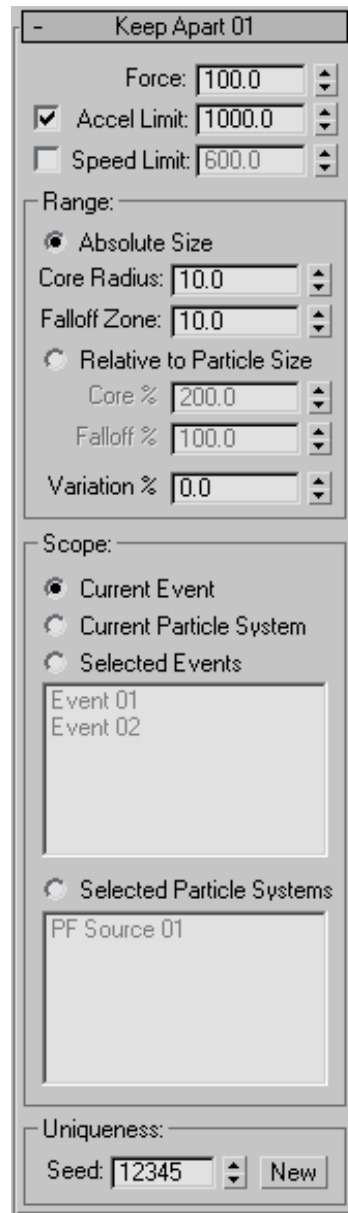 - Keep Apart 01
Force: 100.0
Accel Limit: 1000.0
Speed Limit: 600.0
Range:
Absolute Size
Core Radius: 10.0
Falloff Zone: 10.0
Relative to Particle Size
Core % 200.0
Falloff % 100.0
Variation % 0.0
Scope:
Current Event
Current Particle System
Selected Events
Event 01
Event 02
Selected Particle Systems
PF Source 01
Uniqueness:
Seed: 12345 New